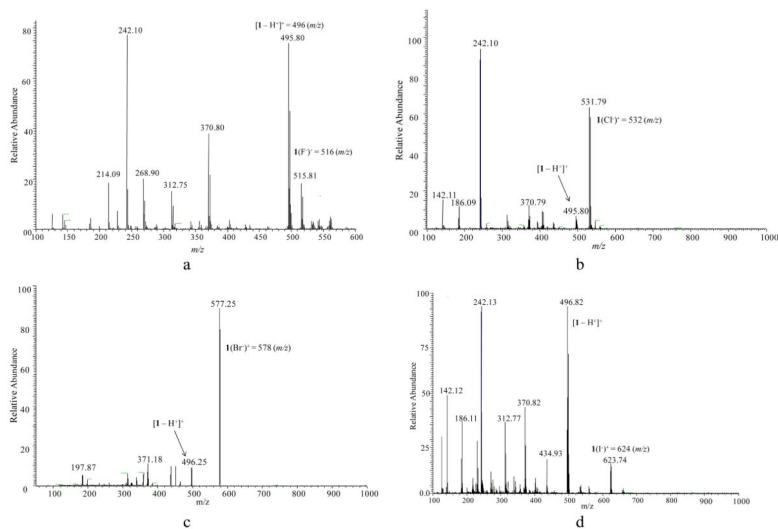 a
242.10
[1 – H⁺]⁺ = 496 (m/z)
495.80
370.80
1(F⁻)⁺ = 516 (m/z)
515.81
214.09
268.90
312.75
80
60
40
20
0
Relative Abundance
100 150 200 250 300 350 400 450 500 550 600
m/z
a
242.10
531.79
1(Cl⁻)⁺ = 532 (m/z)
[1 – H⁺]⁺
142.11
186.09
370.79
495.80
100
80
60
40
20
0
Relative Abundance
100 200 300 400 500 600 700 800 900 1000
m/z
b
577.25
1(Br⁻)⁺ = 578 (m/z)
[1 – H⁺]⁺
197.87
371.18
496.25
100
80
60
40
20
0
Relative Abundance
100 200 300 400 500 600 700 800 900 1000
m/z
c
242.13
496.82
[1 – H⁺]⁺
142.12
186.11
312.77
370.82
434.93
1(I⁻)⁺ = 624 (m/z)
623.74
100
75
50
25
0.0
Relative Abundance
100 200 300 400 500 600 700 800 900 1000
m/z
d